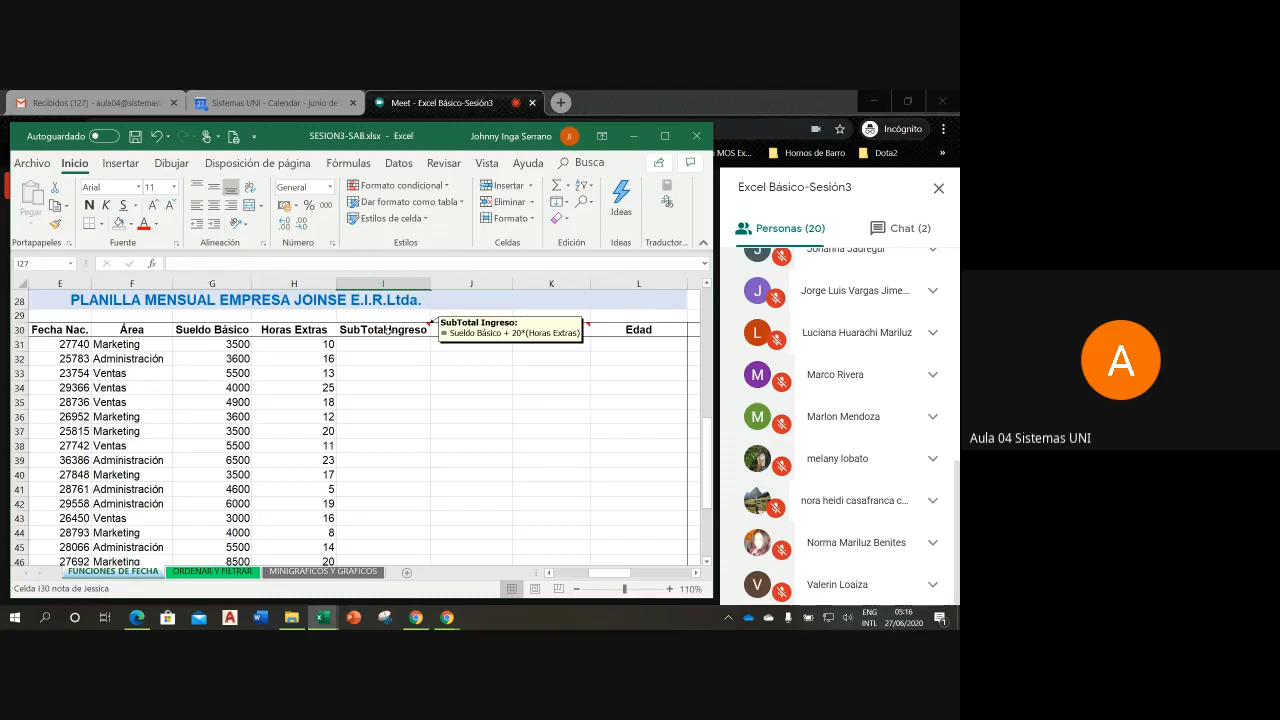 Recibidos (127) - aula04@sistemas
Sistemas UNI - Calendar - junio de
Meet - Excel Básico-Sesión3
Autoguardado
SESION3-SAB.xlsx - Excel
Johnny Inga Serrano
JI
Incógnito
Archivo Inicio Insertar Dibujar Disposición de página Fórmulas Datos Revisar Vista Ayuda Busca
MOS Ex...
Hornos de Barro
Dota2
»
Pegar
Arial 11
N K S
General
% 000
Formato condicional
Dar formato como tabla
Estilos de celda
Insertar
Eliminar
Formato
Ideas
Portapapeles Fuente Alineación Número Estilos Celdas Edición Ideas Traductor...
I27 fx
E F G H I J K L
28 PLANILLA MENSUAL EMPRESA JOINSE E.I.R.Ltda.
29
30 Fecha Nac. Área Sueldo Básico Horas Extras SubTotal Ingreso Edad
SubTotal Ingreso:
= Sueldo Básico + 20*(Horas Extras)
31 27740 Marketing 3500 10
32 25783 Administración 3600 16
33 23754 Ventas 5500 13
34 29366 Ventas 4000 25
35 28736 Ventas 4900 18
36 26952 Marketing 3600 12
37 25815 Marketing 3500 20
38 27742 Ventas 5500 11
39 36366 Administración 6500 23
40 27848 Marketing 3500 17
41 28761 Administración 4600 5
42 29558 Administración 6000 19
43 26450 Ventas 3000 16
44 28793 Marketing 4000 8
45 28066 Administración 5500 14
46 27692 Marketing 8500 20
FUNCIONES DE FECHA ORDENAR Y FILTRAR MINIGRÁFICOS Y GRÁFICOS
Celda I30 nota de Jessica
110%
Excel Básico-Sesión3
Personas (20)
Chat (2)
J Johanna Jauregui
J Jorge Luis Vargas Jime...
L Luciana Huarachi Mariluz
M Marco Rivera
M Marlon Mendoza
melany lobato
nora heidi casafranca c...
Norma Mariluz Benites
V Valerin Loaiza
A
Aula 04 Sistemas UNI
ENG
INTL
05:16
27/06/2020
1